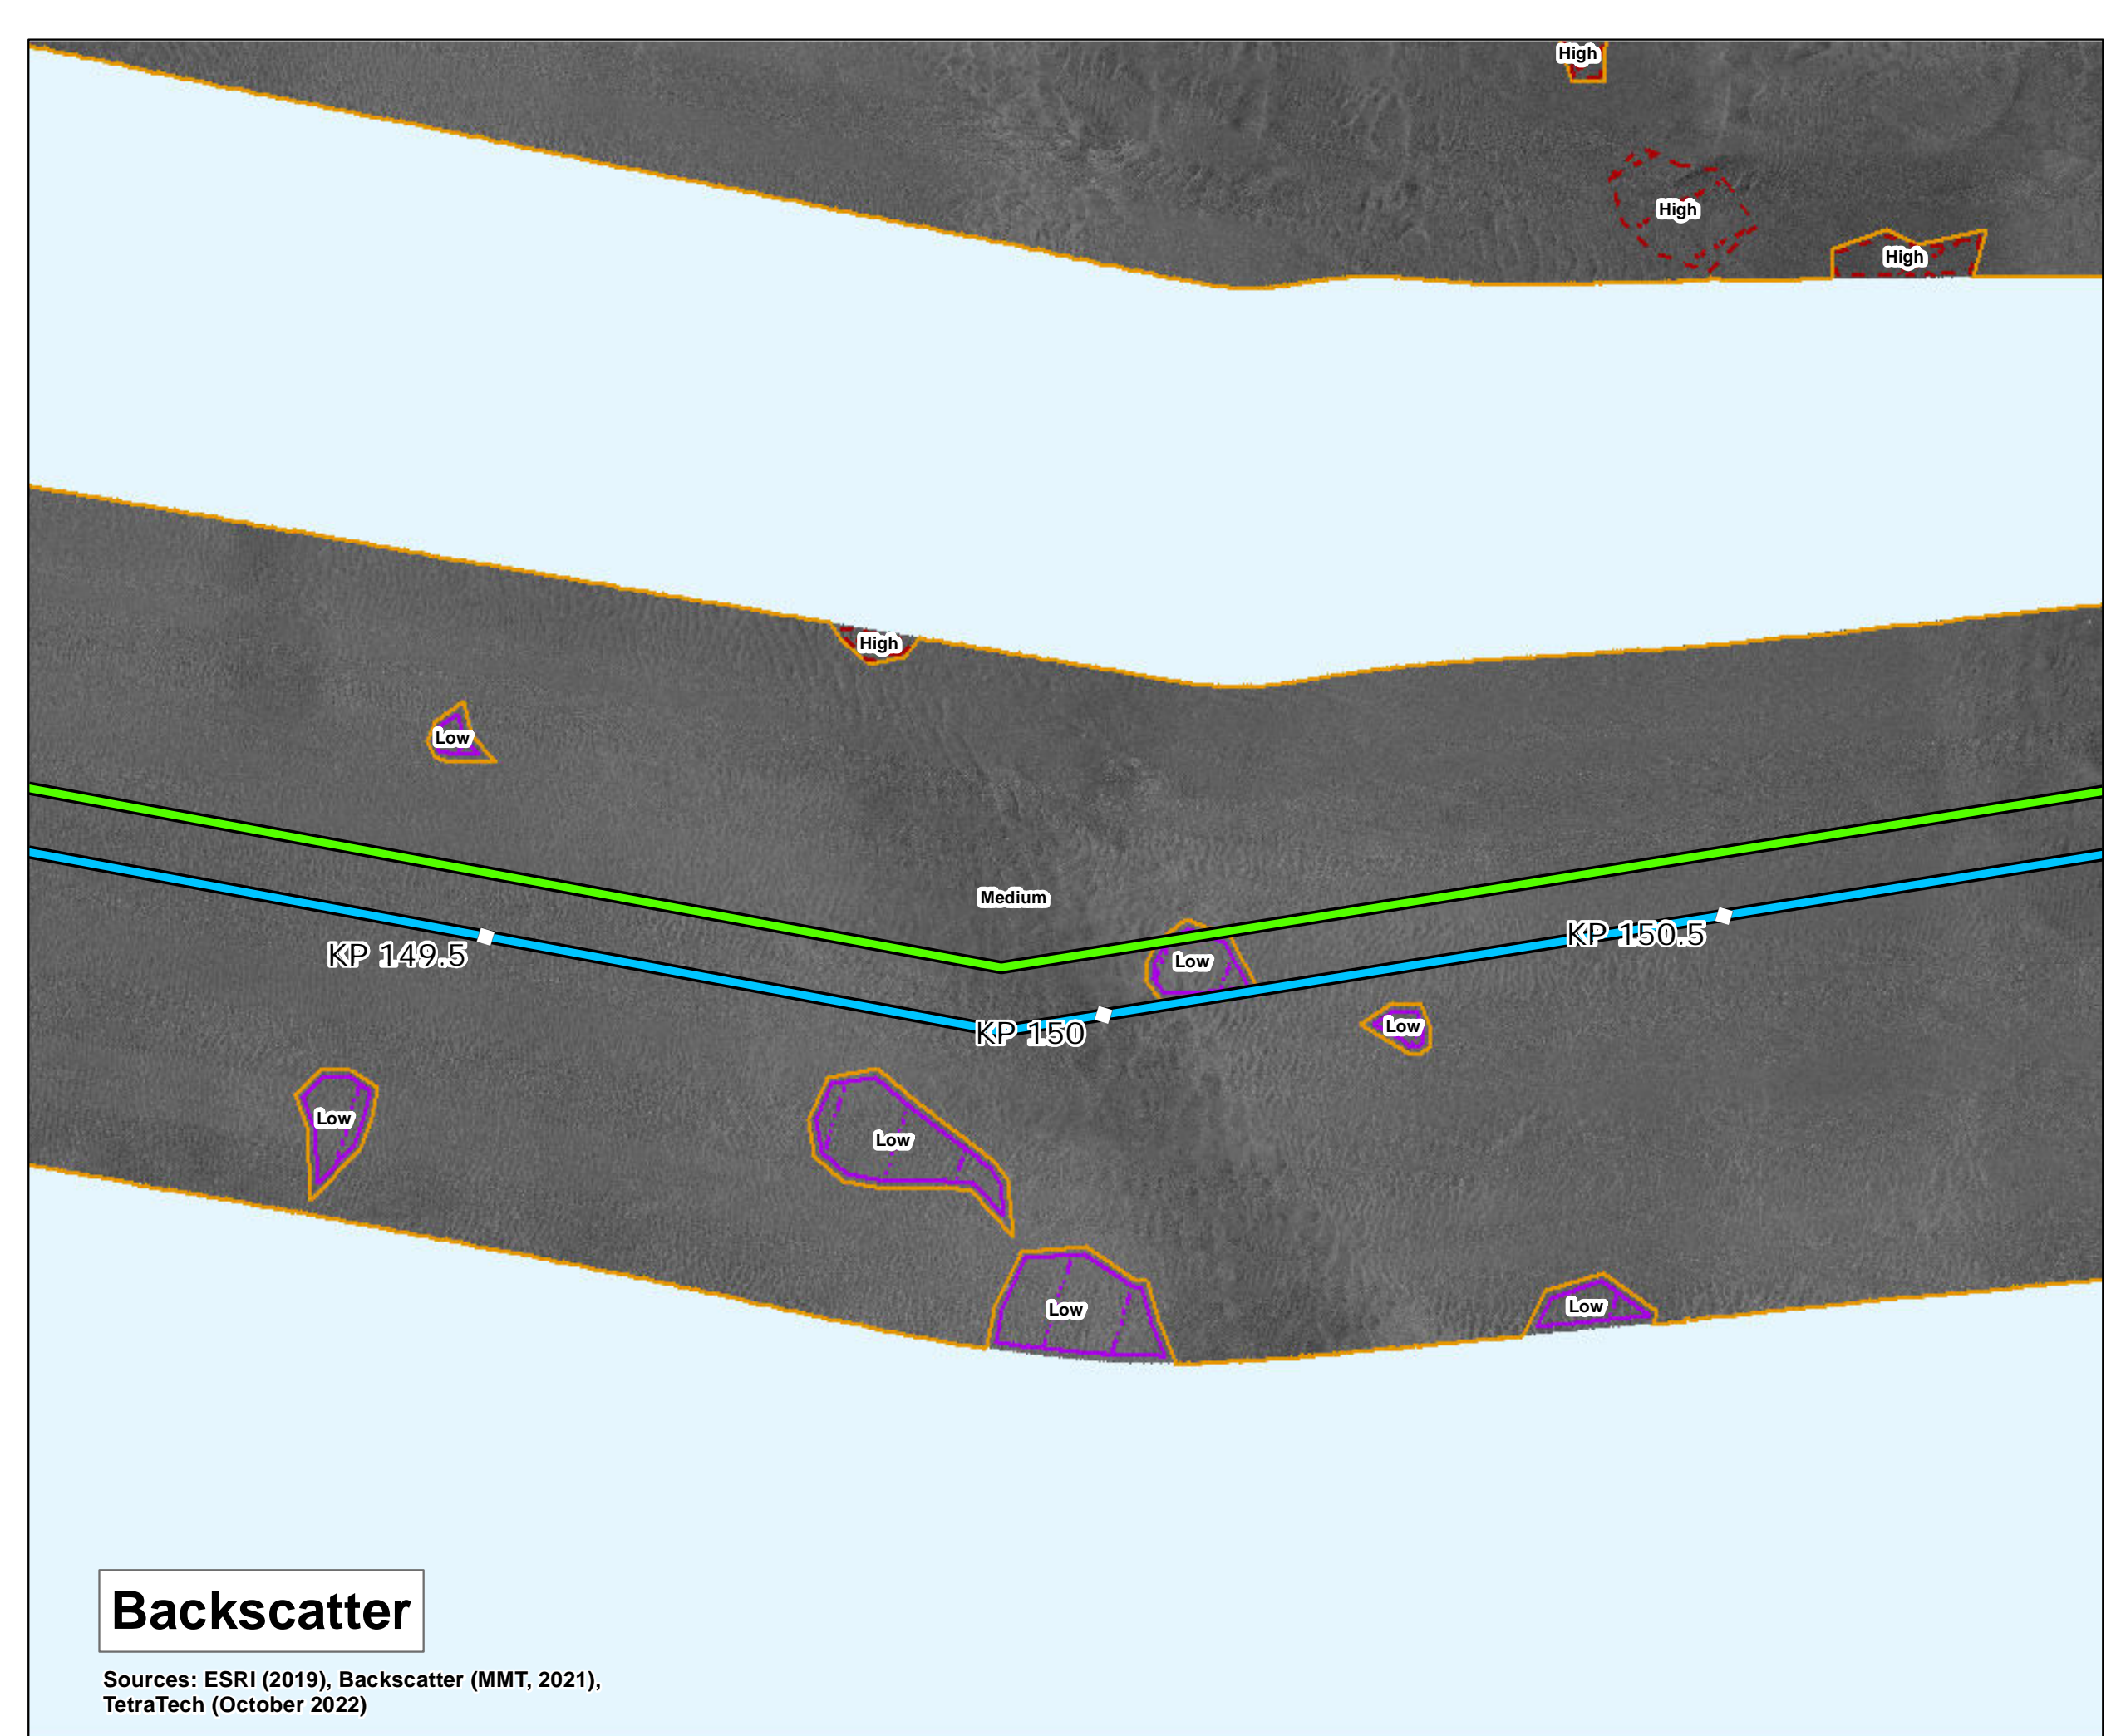 High
High
High
High
Low
Medium
KP 150.5
KP 149.5
Low
Low
KP 150
Low
Low
Low
Low
Backscatter
Sources: ESRI (2019), Backscatter (MMT, 2021),
TetraTech (October 2022)